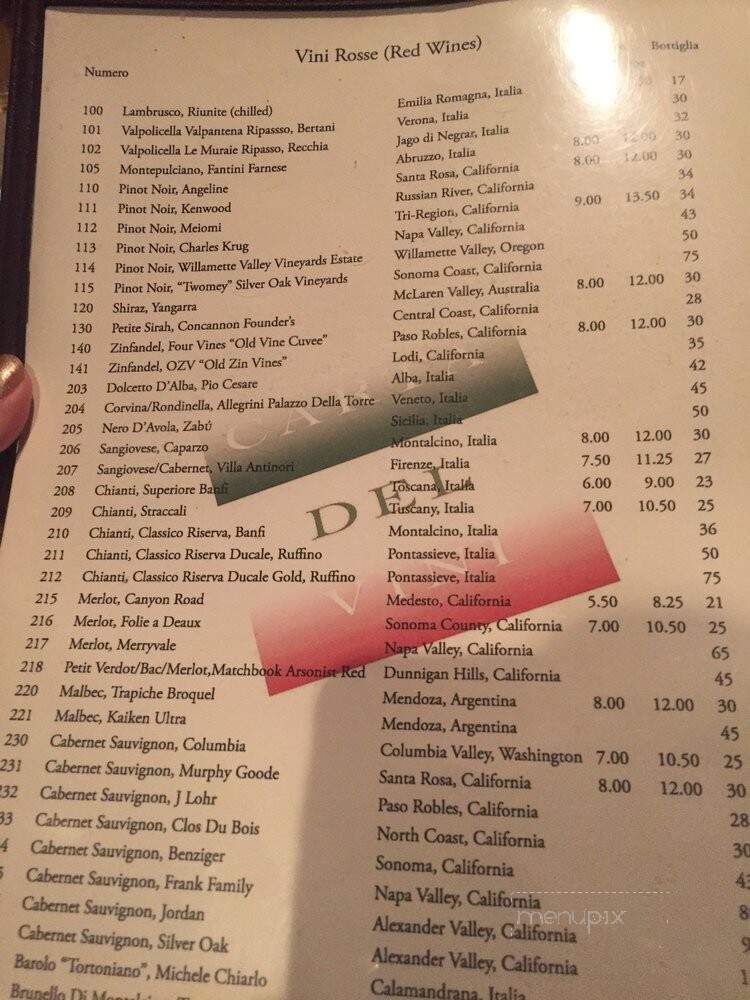 Vini Rosse (Red Wines)
Numero Bottiglia
100 Lambrusco, Riunite (chilled) Emilia Romagna, Italia 17
101 Valpolicella Valpantena Ripassso, Bertani Verona, Italia 30
102 Valpolicella Le Muraie Ripasso, Recchia Jago di Negrar, Italia 32
105 Montepulciano, Fantini Farnese Abruzzo, Italia 8.00 12.00 30
110 Pinot Noir, Angeline Santa Rosa, California 8.00 12.00 30
111 Pinot Noir, Kenwood Russian River, California 34
112 Pinot Noir, Meiomi Tri-Region, California 9.00 13.50 34
113 Pinot Noir, Charles Krug Napa Valley, California 43
114 Pinot Noir, Willamette Valley Vineyards Estate Willamette Valley, Oregon 50
115 Pinot Noir, “Twomey” Silver Oak Vineyards Sonoma Coast, California 75
120 Shiraz, Yangarra McLaren Valley, Australia 8.00 12.00 30
130 Petite Sirah, Concannon Founder's Central Coast, California 28
140 Zinfandel, Four Vines “Old Vine Cuvee” Paso Robles, California 8.00 12.00 30
141 Zinfandel, OZV “Old Zin Vines” Lodi, California 35
203 Dolcetto D'Alba, Pio Cesare Alba, Italia 42
204 Corvina/Rondinella, Allegrini Palazzo Della Torre Veneto, Italia 45
205 Nero D'Avola, Zabú Sicilia, Italia 50
206 Sangiovese, Caparzo Montalcino, Italia 8.00 12.00 30
207 Sangiovese/Cabernet, Villa Antinori Firenze, Italia 7.50 11.25 27
208 Chianti, Superiore Banfi Toscana, Italia 6.00 9.00 23
209 Chianti, Straccali Tuscany, Italia 7.00 10.50 25
210 Chianti, Classico Riserva, Banfi Montalcino, Italia 36
211 Chianti, Classico Riserva Ducale, Ruffino Pontassieve, Italia 50
212 Chianti, Classico Riserva Ducale Gold, Ruffino Pontassieve, Italia 75
215 Merlot, Canyon Road Medesto, California 5.50 8.25 21
216 Merlot, Folie a Deaux Sonoma County, California 7.00 10.50 25
217 Merlot, Merryvale Napa Valley, California 65
218 Petit Verdot/Bac/Merlot,Matchbook Arsonist Red Dunnigan Hills, California 45
220 Malbec, Trapiche Broquel Mendoza, Argentina 8.00 12.00 30
221 Malbec, Kaiken Ultra Mendoza, Argentina 45
230 Cabernet Sauvignon, Columbia Columbia Valley, Washington 7.00 10.50 25
231 Cabernet Sauvignon, Murphy Goode Santa Rosa, California 8.00 12.00 30
232 Cabernet Sauvignon, J Lohr Paso Robles, California 28
33 Cabernet Sauvignon, Clos Du Bois North Coast, California 30
4 Cabernet Sauvignon, Benziger Sonoma, California
Cabernet Sauvignon, Frank Family Napa Valley, California
Cabernet Sauvignon, Jordan Alexander Valley, California
Cabernet Sauvignon, Silver Oak Alexander Valley, California
Barolo “Tortoniano”, Michele Chiarlo Calamandrana, Italia
Brunello Di
DEL
VINI
menupix